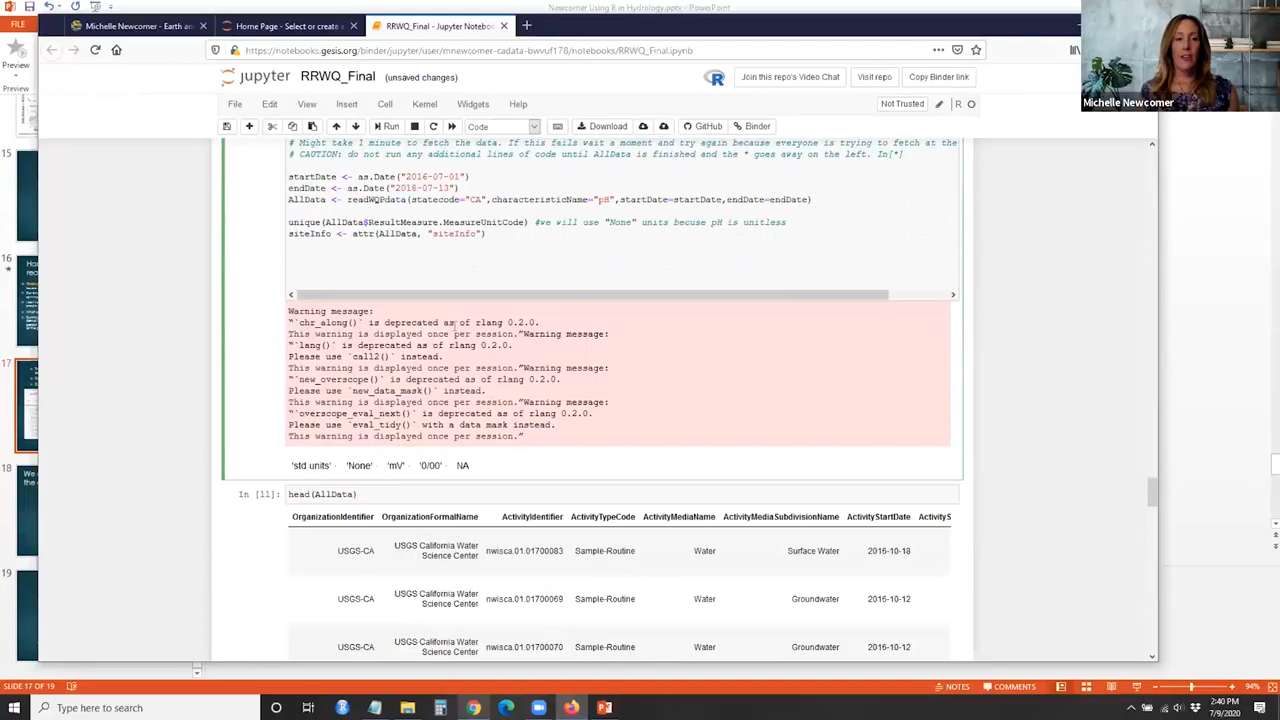 Newcomer Using R in Hydrology.pptx - PowerPoint
FILE
Michelle Newcomer - Earth an
Home Page - Select or create a
RRWQ_Final - Jupyter Notebook
https://notebooks.gesis.org/binder/jupyter/user/mnewcomer-cadata-bwvuf178/notebooks/RRWQ_Final.ipynb
Preview
Preview
jupyter RRWQ_Final (unsaved changes)
Join this repo's Video Chat
Visit repo
Copy Binder link
Michelle Newcomer
File Edit View Insert Cell Kernel Widgets Help
Not Trusted
R
Run
Code
Download
GitHub
Binder
# Might take 1 minute to fetch the data. If this fails wait a moment and try again because everyone is trying to fetch at the
# CAUTION: do not run any additional lines of code until AllData is finished and the * goes away on the left. In[*]
startDate <- as.Date("2016-07-01")
endDate <- as.Date("2018-07-13")
AllData <- readWQPdata(statecode="CA",characteristicName="pH",startDate=startDate,endDate=endDate)
unique(AllData$ResultMeasure.MeasureUnitCode) #we will use "None" units becuse pH is unitless
siteInfo <- attr(AllData, "siteInfo")
Warning message:
"`chr_along()` is deprecated as of rlang 0.2.0.
This warning is displayed once per session."Warning message:
"`lang()` is deprecated as of rlang 0.2.0.
Please use `call2()` instead.
This warning is displayed once per session."Warning message:
"`new_overscope()` is deprecated as of rlang 0.2.0.
Please use `new_data_mask()` instead.
This warning is displayed once per session."Warning message:
"`overscope_eval_next()` is deprecated as of rlang 0.2.0.
Please use `eval_tidy()` with a data mask instead.
This warning is displayed once per session."
'std units' · 'None' · 'mV' · '0/00' · NA
In [11]: head(AllData)
OrganizationIdentifier OrganizationFormalName ActivityIdentifier ActivityTypeCode ActivityMediaName ActivityMediaSubdivisionName ActivityStartDate ActivityS
USGS-CA USGS California Water Science Center nwisca.01.01700083 Sample-Routine Water Surface Water 2016-10-18
USGS-CA USGS California Water Science Center nwisca.01.01700069 Sample-Routine Water Groundwater 2016-10-12
USGS-CA USGS California Water Science Center nwisca.01.01700070 Sample-Routine Water Groundwater 2016-10-12
15
16
17
18
19
SLIDE 17 OF 19
NOTES
COMMENTS
94%
Type here to search
2:40 PM
7/9/2020